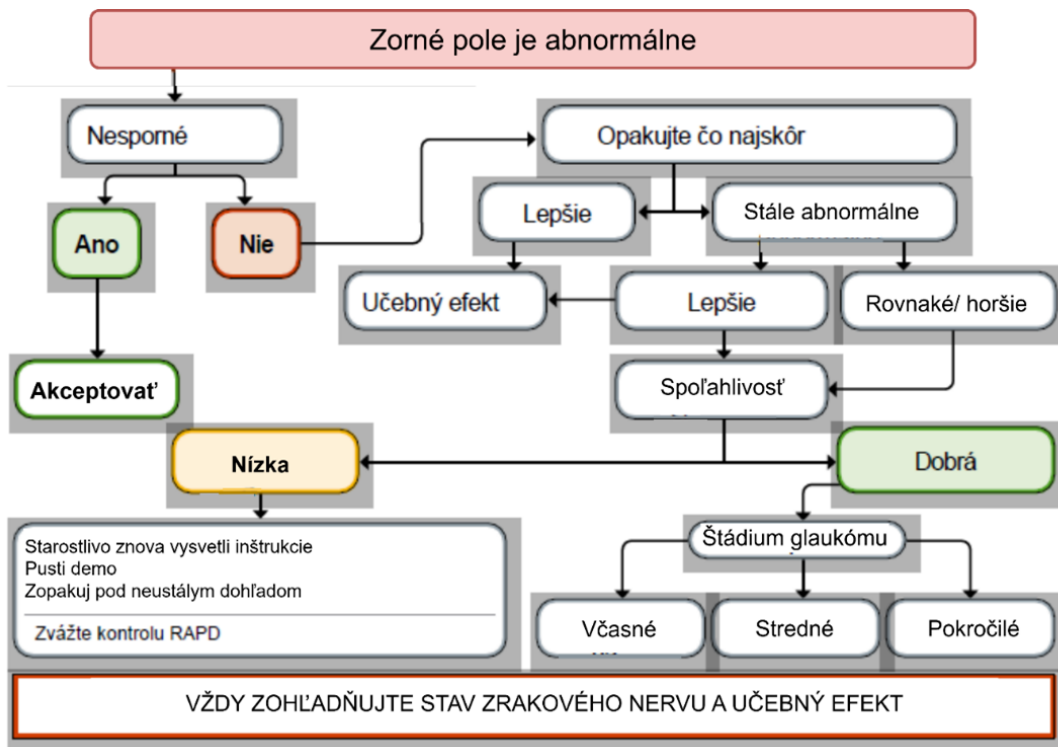 Zorné pole je abnormálne
Nesporné
Opakujte čo najskôr
Ano
Nie
Lepšie
Stále abnormálne
Učebný efekt
Lepšie
Rovnaké/ horšie
Akceptovať
Spoľahlivosť
Nízka
Dobrá
Starostlivo znova vysvetli inštrukcie
Pusti demo
Zopakuj pod neustálym dohľadom
Zvážte kontrolu RAPD
Štádium glaukómu
Včasné
Stredné
Pokročilé
VŽDY ZOHĽADŇUJTE STAV ZRAKOVÉHO NERVU A UČEBNÝ EFEKT